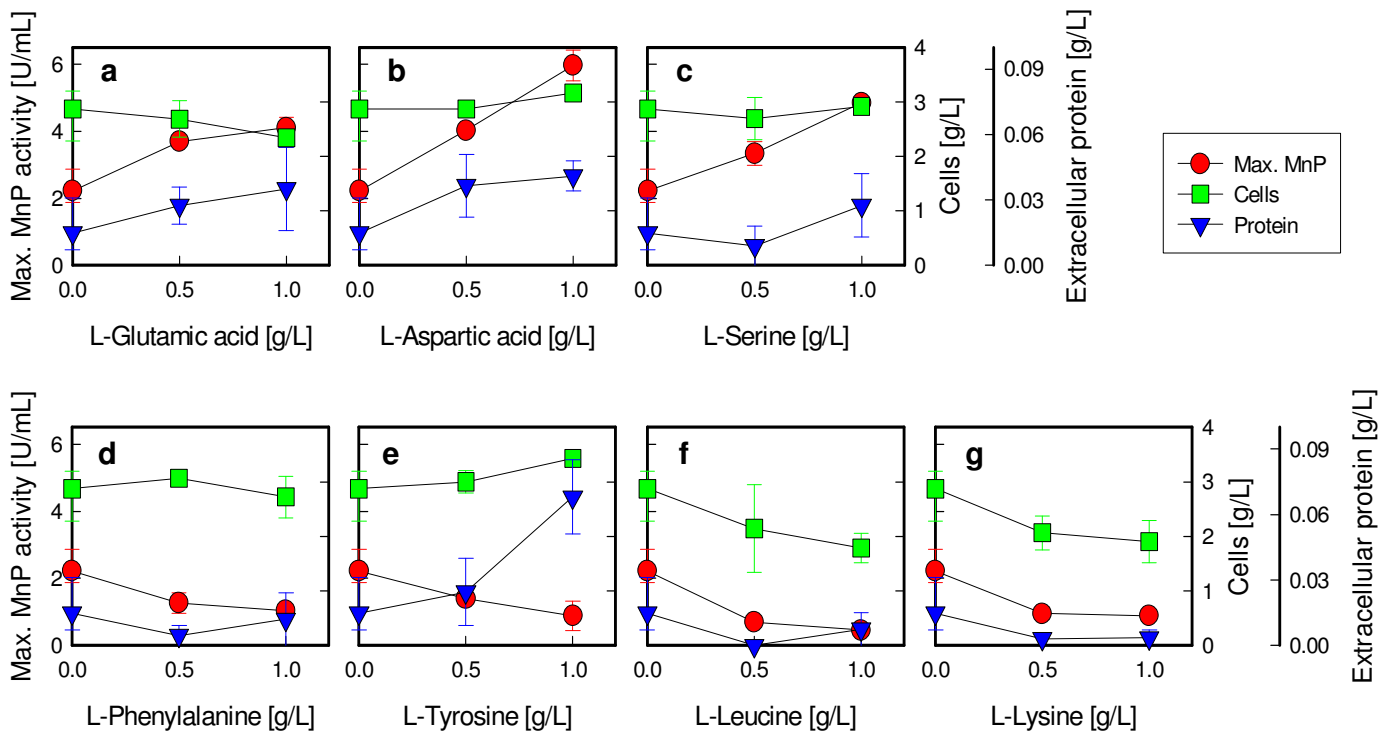 Max. MnP activity [U/mL]
6
4
2
0
a
b
c
0.0 0.5 1.0
0.0 0.5 1.0
0.0 0.5 1.0
L-Glutamic acid [g/L]
L-Aspartic acid [g/L]
L-Serine [g/L]
4
3
2
1
0
Cells [g/L]
0.09
0.06
0.03
0.00
Extracellular protein [g/L]
Max. MnP
Cells
Protein
Max. MnP activity [U/mL]
6
4
2
0
d
e
f
g
0.0 0.5 1.0
0.0 0.5 1.0
0.0 0.5 1.0
0.0 0.5 1.0
L-Phenylalanine [g/L]
L-Tyrosine [g/L]
L-Leucine [g/L]
L-Lysine [g/L]
4
3
2
1
0
Cells [g/L]
0.09
0.06
0.03
0.00
Extracellular protein [g/L]